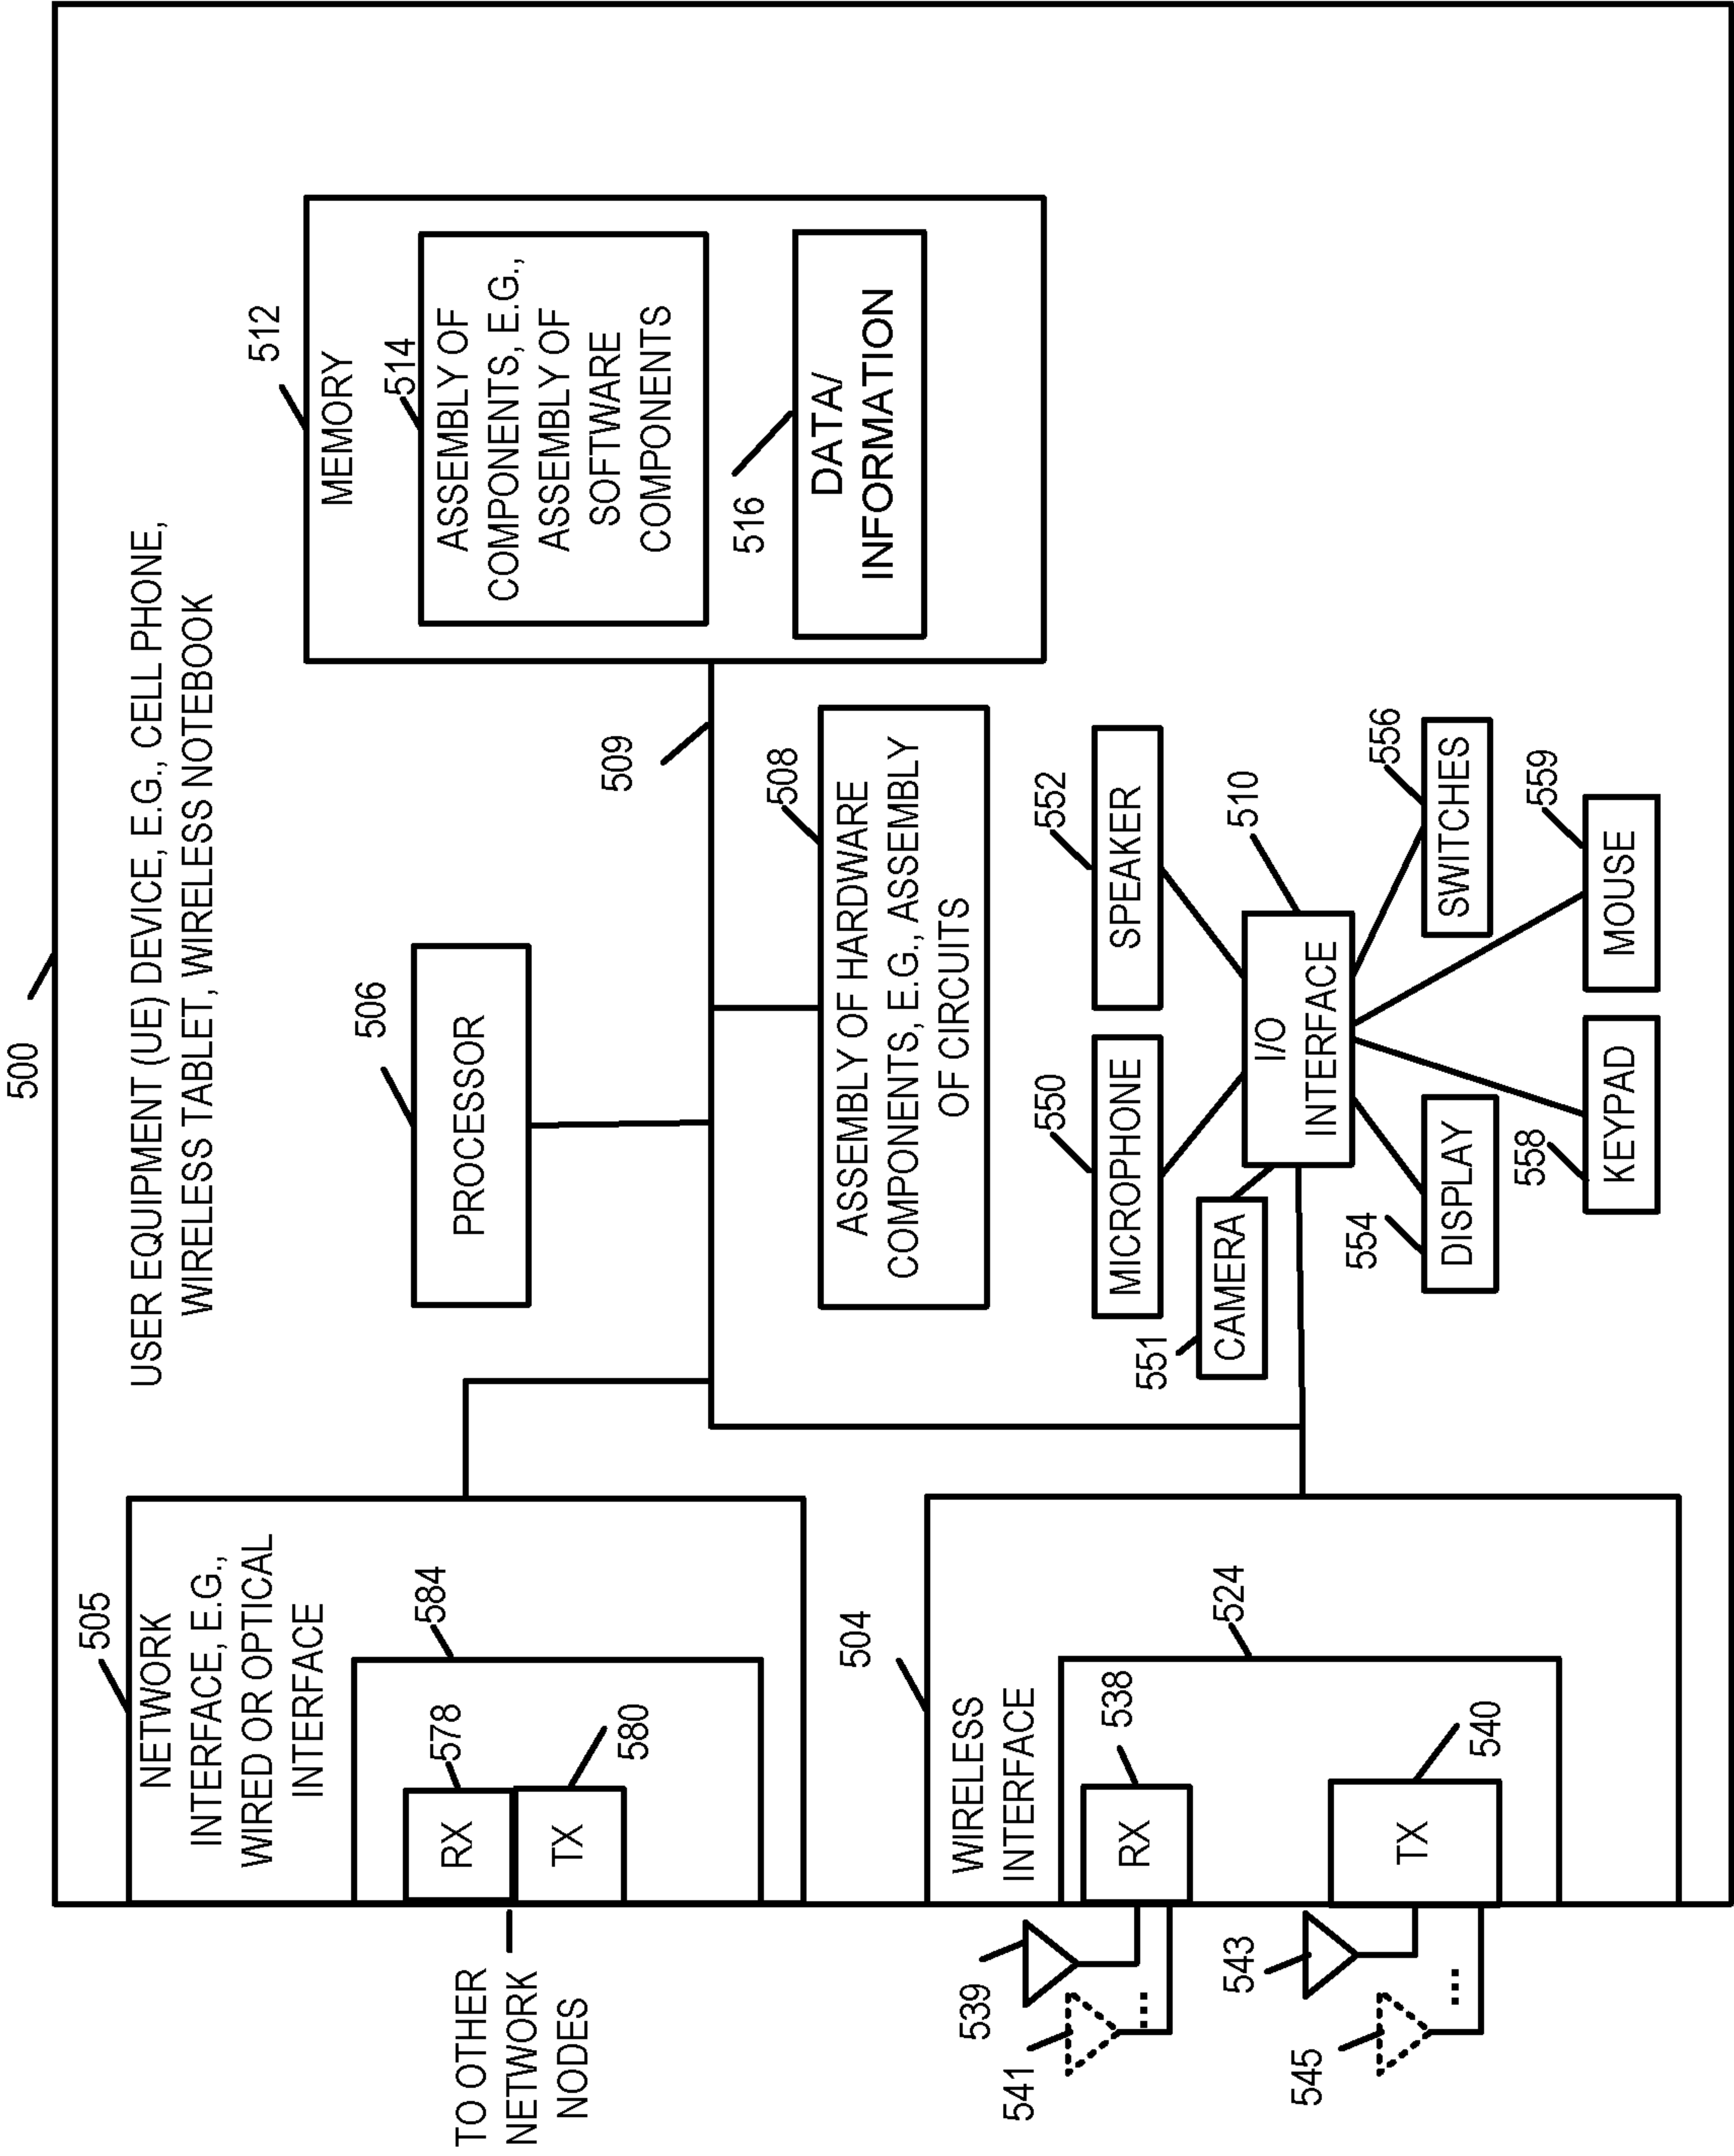 500
USER EQUIPMENT (UE) DEVICE, E.G., CELL PHONE,
WIRELESS TABLET, WIRELESS NOTEBOOK
505
NETWORK
INTERFACE, E.G.,
WIRED OR OPTICAL
INTERFACE
584
578
RX
TX
580
TO OTHER
NETWORK
NODES
506
PROCESSOR
512
MEMORY
514
ASSEMBLY OF
COMPONENTS, E.G.,
ASSEMBLY OF
SOFTWARE
COMPONENTS
516
DATA/
INFORMATION
509
508
ASSEMBLY OF HARDWARE
COMPONENTS, E.G., ASSEMBLY
OF CIRCUITS
504
WIRELESS
INTERFACE
524
538
RX
540
TX
539
541
...
543
545
...
550
MICROPHONE
552
SPEAKER
551
CAMERA
510
I/O
INTERFACE
554
DISPLAY
556
SWITCHES
558
KEYPAD
559
MOUSE